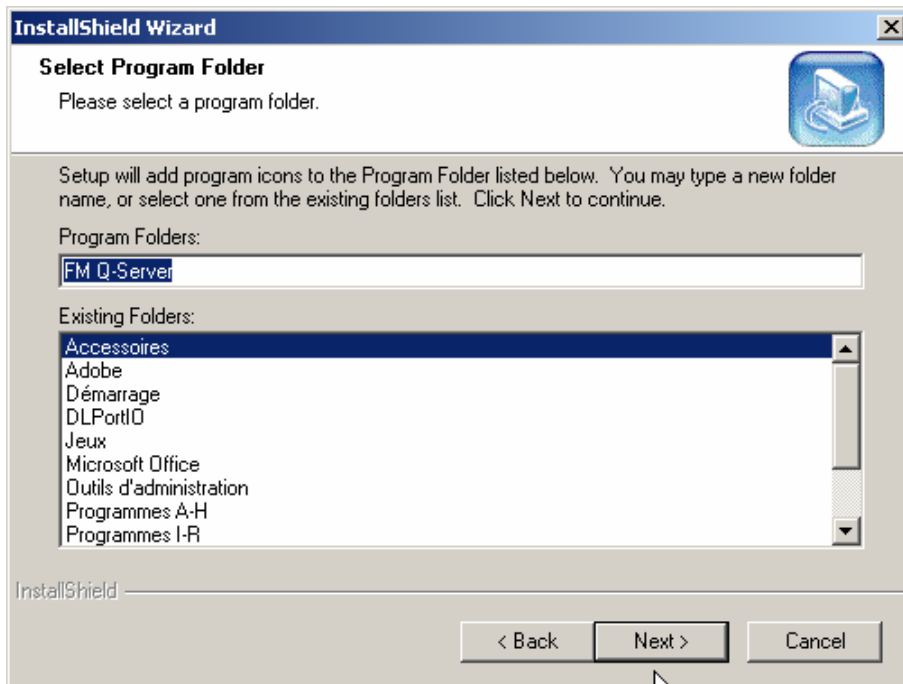 InstallShield Wizard
Select Program Folder
Please select a program folder.
Setup will add program icons to the Program Folder listed below. You may type a new folder
name, or select one from the existing folders list. Click Next to continue.
Program Folders:
FM Q-Server
Existing Folders:
Accessoires
Adobe
Démarrage
DLPortIO
Jeux
Microsoft Office
Outils d'administration
Programmes A-H
Programmes I-R
InstallShield
< Back
Next >
Cancel